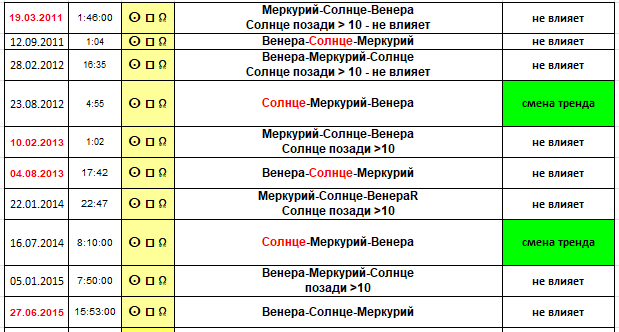 19.03.2011 1:46:00 ☉ □ ☊ Меркурий-Солнце-Венера
Солнце позади > 10 - не влияет не влияет
12.09.2011 1:04 ☉ □ ☊ Венера-Солнце-Меркурий не влияет
28.02.2012 16:35 ☉ □ ☊ Венера-Меркурий-Солнце
Солнце позади > 10 - не влияет не влияет
23.08.2012 4:55 ☉ □ ☊ Солнце-Меркурий-Венера смена тренда
10.02.2013 1:02 ☉ □ ☊ Меркурий-Солнце-Венера
Солнце позади >10 не влияет
04.08.2013 17:42 ☉ □ ☊ Венера-Солнце-Меркурий не влияет
22.01.2014 22:47 ☉ □ ☊ Меркурий-Солнце-ВенераR
Солнце позади >10 не влияет
16.07.2014 8:10:00 ☉ □ ☊ Солнце-Меркурий-Венера смена тренда
05.01.2015 7:50:00 ☉ □ ☊ Венера-Меркурий-Солнце
позади >10 не влияет
27.06.2015 15:53:00 ☉ □ ☊ Венера-Солнце-Меркурий не влияет